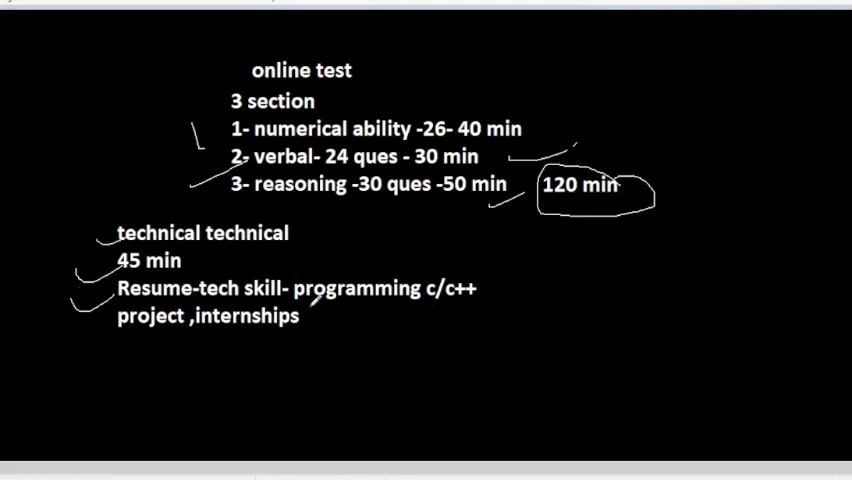 online test
3 section
1- numerical ability -26- 40 min
2- verbal- 24 ques - 30 min
3- reasoning -30 ques -50 min 120 min
technical technical
45 min
Resume-tech skill- programming c/c++
project ,internships